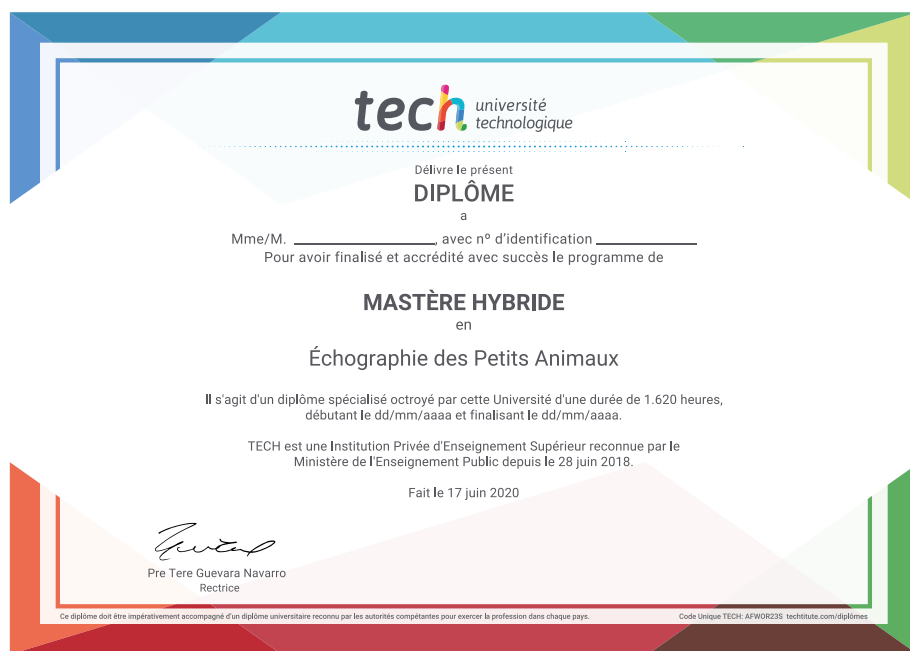 tech université
technologique
Délivre le présent
DIPLÔME
a
Mme/M. ____________, avec nº d'identification ____________
Pour avoir finalisé et accrédité avec succès le programme de
MASTÈRE HYBRIDE
en
Échographie des Petits Animaux
Il s'agit d'un diplôme spécialisé octroyé par cette Université d'une durée de 1.620 heures,
débutant le dd/mm/aaaa et finalisant le dd/mm/aaaa.
TECH est une Institution Privée d'Enseignement Supérieur reconnue par le
Ministère de l'Enseignement Public depuis le 28 juin 2018.
Fait le 17 juin 2020
Pre Tere Guevara Navarro
Rectrice
Ce diplôme doit être impérativement accompagné d'un diplôme universitaire reconnu par les autorités compétantes pour exercer la profession dans chaque pays.
Code Unique TECH: AFWOR23S techtitute.com/diplômes